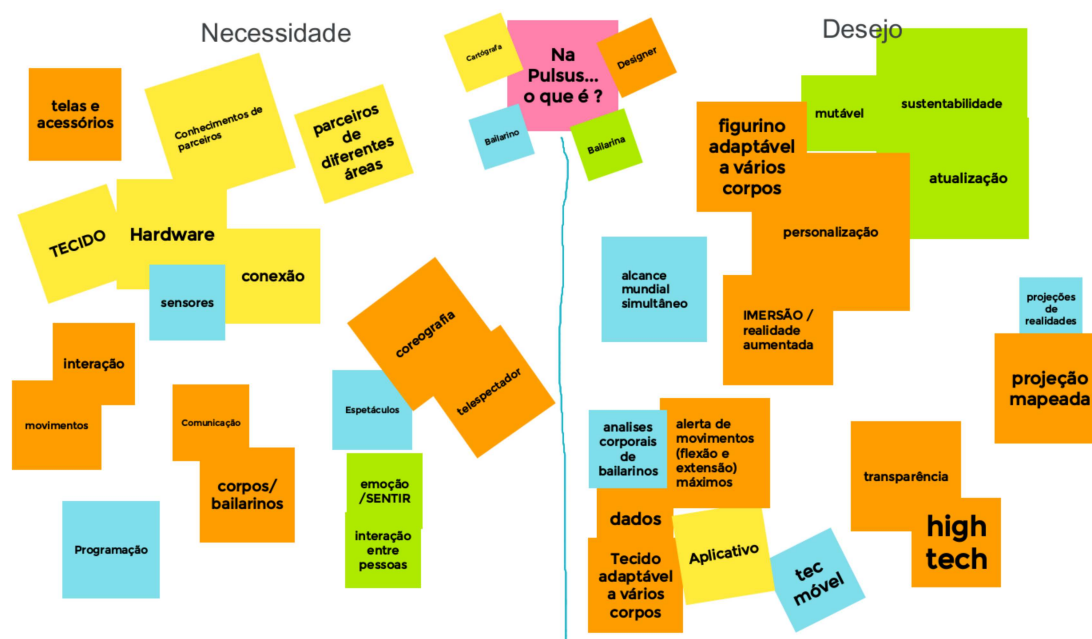 Necessidade
Cartógrafa
Na
Pulsus...
o que é ?
Designer
Bailarino
Bailarina
Desejo
telas e
acessórios
Conhecimentos de
parceiros
parceiros
de
diferentes
áreas
TECIDO
Hardware
sensores
conexão
interação
movimentos
Comunicação
corpos/
bailarinos
Programação
coreografia
telespectador
Espetáculos
emoção
/SENTIR
interação
entre
pessoas
figurino
adaptável
a vários
corpos
mutável
sustentabilidade
atualização
personalização
alcance
mundial
simultâneo
IMERSÃO /
realidade
aumentada
projeções
de
realidades
projeção
mapeada
analises
corporais
de
bailarinos
alerta de
movimentos
(flexão e
extensão)
máximos
transparência
high
tech
dados
Tecido
adaptável
a vários
corpos
Aplicativo
tec
móvel